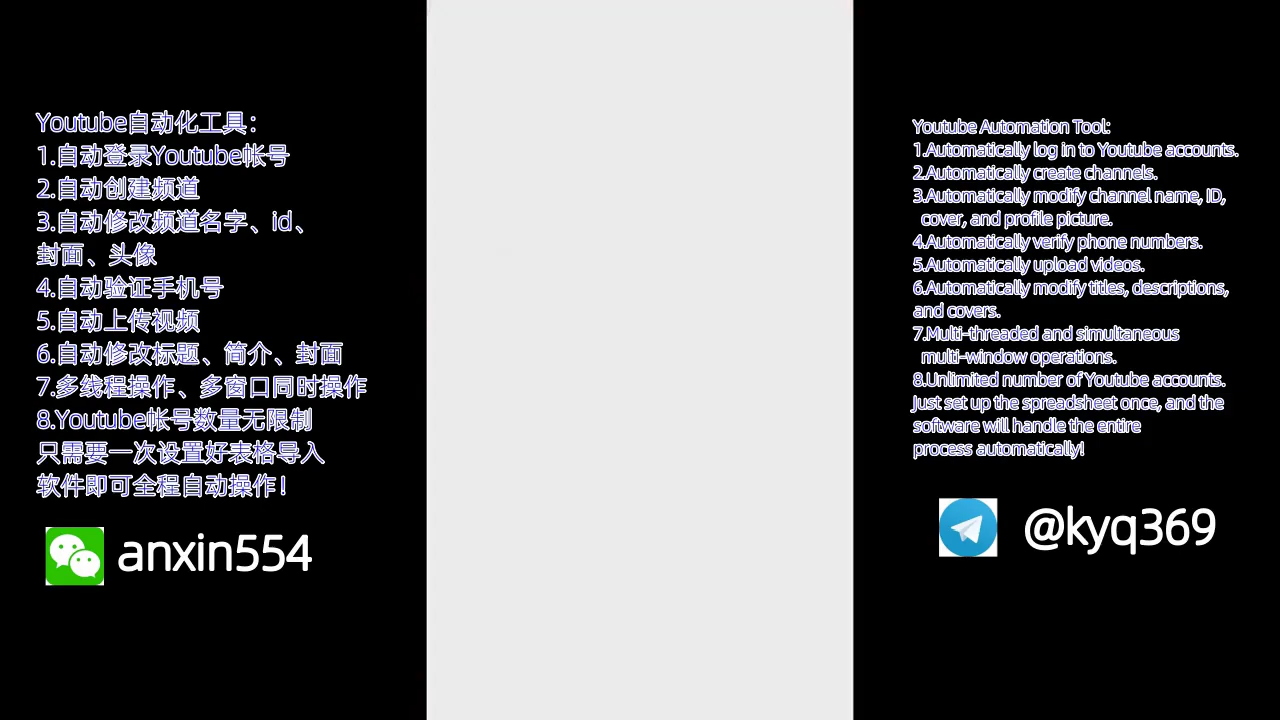 Youtube自动化工具：
1.自动登录Youtube帐号
2.自动创建频道
3.自动修改频道名字、id、
封面、头像
4.自动验证手机号
5.自动上传视频
6.自动修改标题、简介、封面
7.多线程操作、多窗口同时操作
8.Youtube帐号数量无限制
只需要一次设置好表格导入
软件即可全程自动操作！
anxin554
Youtube Automation Tool:
1.Automatically log in to Youtube accounts.
2.Automatically create channels.
3.Automatically modify channel name, ID,
cover, and profile picture.
4.Automatically verify phone numbers.
5.Automatically upload videos.
6.Automatically modify titles, descriptions,
and covers.
7.Multi-threaded and simultaneous
multi-window operations.
8.Unlimited number of Youtube accounts.
Just set up the spreadsheet once, and the
software will handle the entire
process automatically!
@kyq369